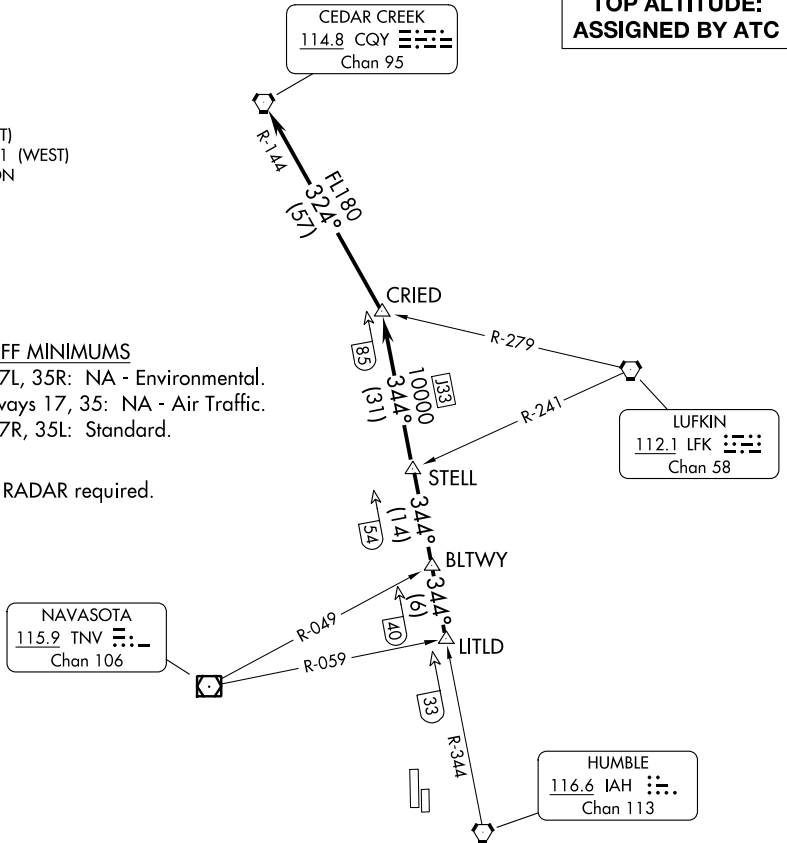 TOP ALTITUDE:
ASSIGNED BY ATC
CEDAR CREEK
114.8 CQY
Chan 95
T)
1 (WEST)
ON
R-144
FL180
324°
(57)
CRIED
R-279
85
10000
344°
(31)
J33
R-241
LUFKIN
112.1 LFK
Chan 58
FF MINIMUMS
7L, 35R: NA - Environmental.
ways 17, 35: NA - Air Traffic.
7R, 35L: Standard.
RADAR required.
STELL
344°
(14)
54
BLTWY
344°
(6)
40
R-049
NAVASOTA
115.9 TNV
Chan 106
R-059
LITLD
33
R-344
HUMBLE
116.6 IAH
Chan 113